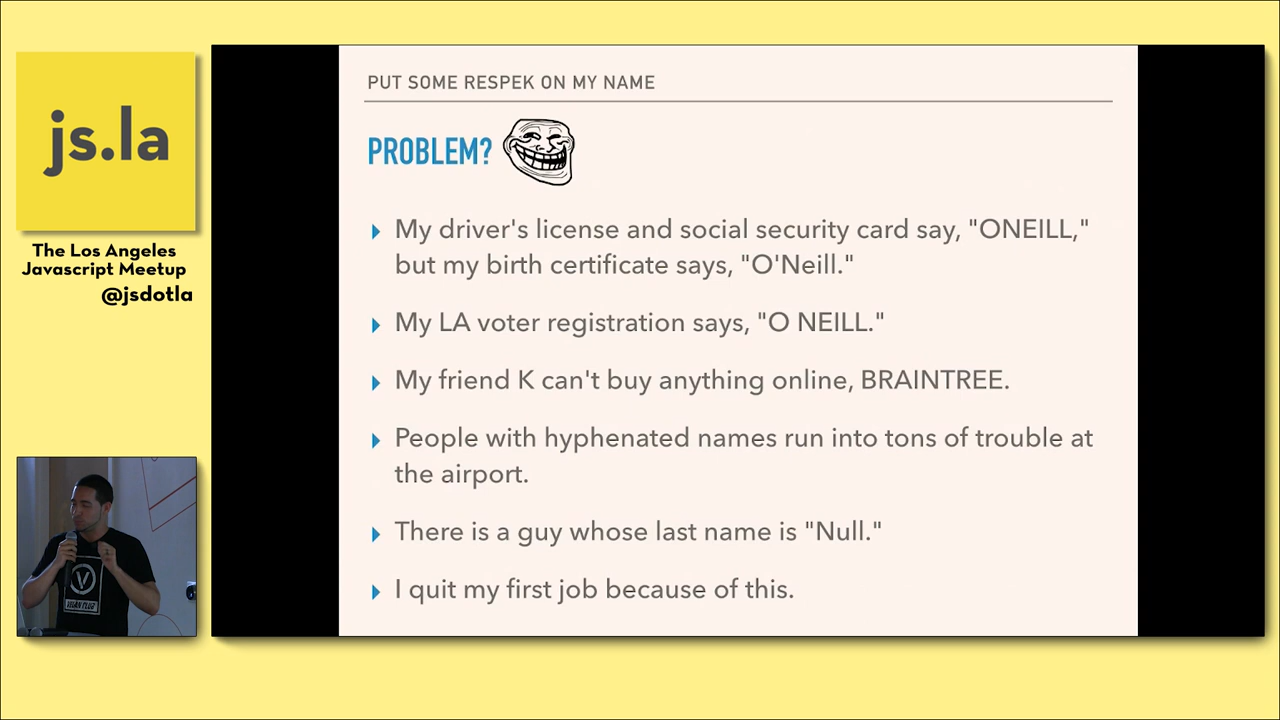 js.la
The Los Angeles
Javascript Meetup
@jsdotla
PUT SOME RESPEK ON MY NAME
PROBLEM?
My driver's license and social security card say, "ONEILL,"
but my birth certificate says, "O'Neill."
My LA voter registration says, "O NEILL."
My friend K can't buy anything online, BRAINTREE.
People with hyphenated names run into tons of trouble at
the airport.
There is a guy whose last name is "Null."
I quit my first job because of this.
V
VEGAN PLUG